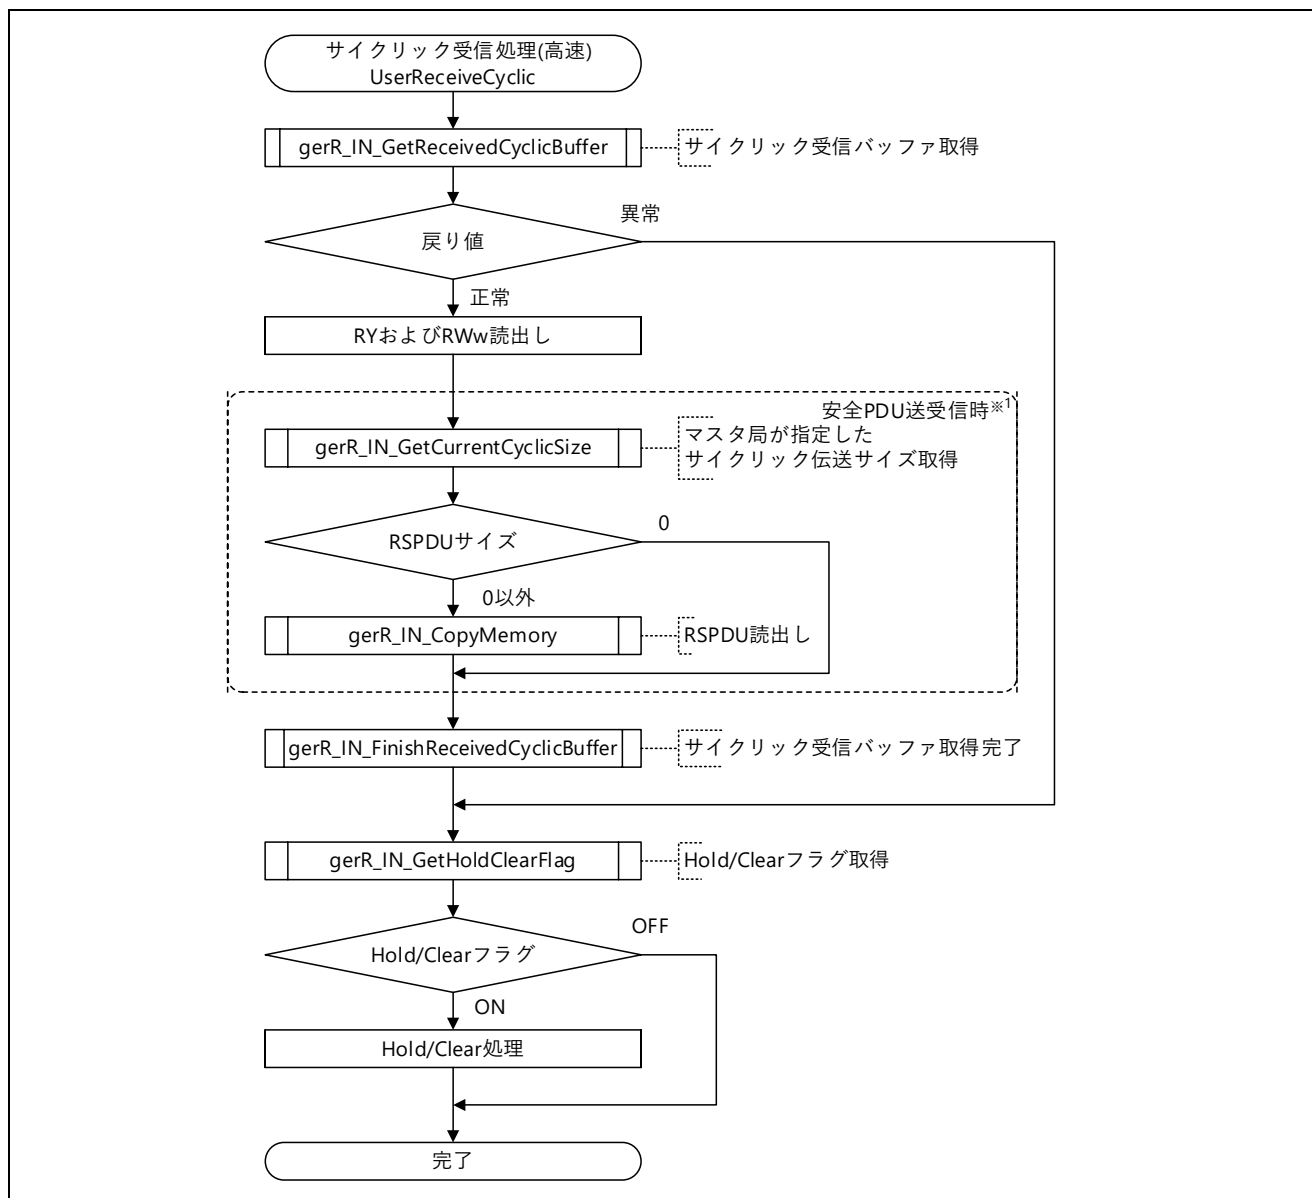 サイクリック受信処理(高速)
UserReceiveCyclic
gerR_IN_GetReceivedCyclicBuffer
サイクリック受信バッファ取得
異常
戻り値
正常
RYおよびRWw読出し
安全PDU送受信時※1
gerR_IN_GetCurrentCyclicSize
マスタ局が指定した
サイクリック伝送サイズ取得
0
RSPDUサイズ
0以外
gerR_IN_CopyMemory
RSPDU読出し
gerR_IN_FinishReceivedCyclicBuffer
サイクリック受信バッファ取得完了
gerR_IN_GetHoldClearFlag
Hold/Clearフラグ取得
OFF
Hold/Clearフラグ
ON
Hold/Clear処理
完了